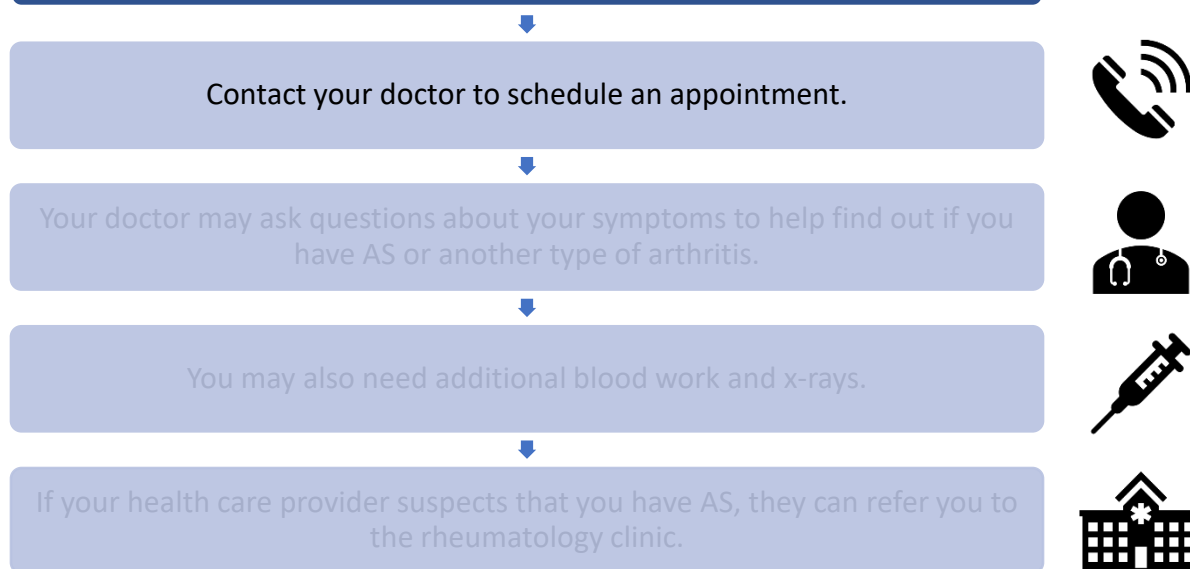 Contact your doctor to schedule an appointment.
Your doctor may ask questions about your symptoms to help find out if you
have AS or another type of arthritis.
You may also need additional blood work and x-rays.
If your health care provider suspects that you have AS, they can refer you to
the rheumatology clinic.